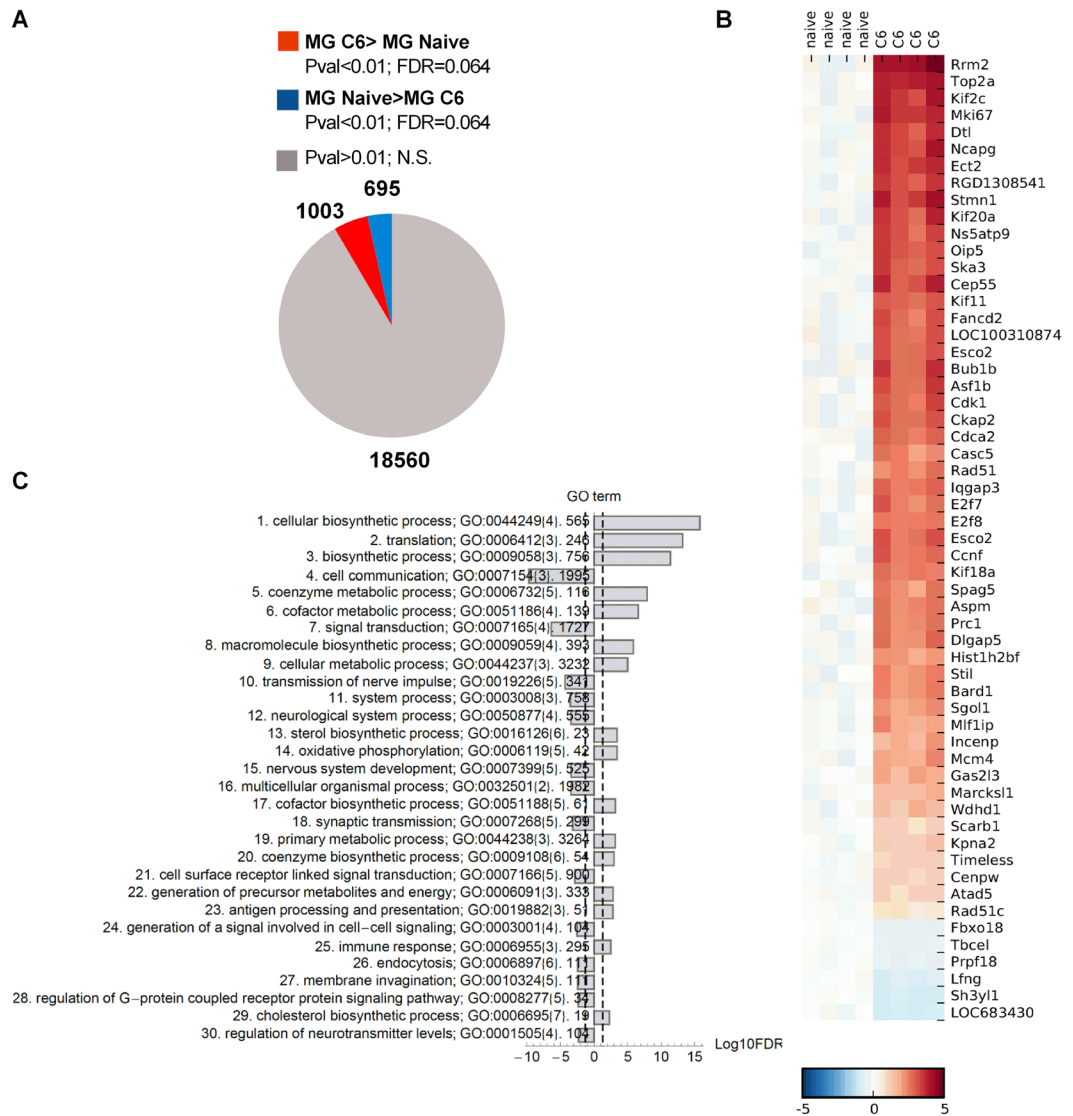 A
MG C6> MG Naive
Pval<0.01; FDR=0.064
MG Naive>MG C6
Pval<0.01; FDR=0.064
Pval>0.01; N.S.
695
1003
18560
B
naive
naive
naive
naive
C6
C6
C6
C6
Rrm2
Top2a
Kif2c
Mki67
Dtl
Ncapg
Ect2
RGD1308541
Stmn1
Kif20a
Ns5atp9
Oip5
Ska3
Cep55
Kif11
Fancd2
LOC100310874
Esco2
Bub1b
Asf1b
Cdk1
Ckap2
Cdca2
Casc5
Rad51
Iqgap3
E2f7
E2f8
Esco2
Ccnf
Kif18a
Spag5
Aspm
Prc1
Dlgap5
Hist1h2bf
Stil
Bard1
Sgol1
Mlf1ip
Incenp
Mcm4
Gas2l3
Marcksl1
Wdhd1
Scarb1
Kpna2
Timeless
Cenpw
Atad5
Rad51c
Fbxo18
Tbcel
Prpf18
Lfng
Sh3yl1
LOC683430
-5 0 5
C
GO term
1. cellular biosynthetic process; GO:0044249{4}. 565
2. translation; GO:0006412{3}. 246
3. biosynthetic process; GO:0009058{3}. 756
4. cell communication; GO:0007154{3}. 1995
5. coenzyme metabolic process; GO:0006732{5}. 116
6. cofactor metabolic process; GO:0051186{4}. 139
7. signal transduction; GO:0007165{4}. 1727
8. macromolecule biosynthetic process; GO:0009059{4}. 393
9. cellular metabolic process; GO:0044237{3}. 3232
10. transmission of nerve impulse; GO:0019226{5}. 341
11. system process; GO:0003008{3}. 758
12. neurological system process; GO:0050877{4}. 555
13. sterol biosynthetic process; GO:0016126{6}. 23
14. oxidative phosphorylation; GO:0006119{5}. 42
15. nervous system development; GO:0007399{5}. 525
16. multicellular organismal process; GO:0032501{2}. 1982
17. cofactor biosynthetic process; GO:0051188{5}. 61
18. synaptic transmission; GO:0007268{5}. 299
19. primary metabolic process; GO:0044238{3}. 3264
20. coenzyme biosynthetic process; GO:0009108{6}. 54
21. cell surface receptor linked signal transduction; GO:0007166{5}. 900
22. generation of precursor metabolites and energy; GO:0006091{3}. 333
23. antigen processing and presentation; GO:0019882{3}. 51
24. generation of a signal involved in cell−cell signaling; GO:0003001{4}. 104
25. immune response; GO:0006955{3}. 295
26. endocytosis; GO:0006897{6}. 111
27. membrane invagination; GO:0010324{5}. 111
28. regulation of G−protein coupled receptor protein signaling pathway; GO:0008277{5}. 34
29. cholesterol biosynthetic process; GO:0006695{7}. 19
30. regulation of neurotransmitter levels; GO:0001505{4}. 104
−10 −5 0 5 10 15 Log10FDR